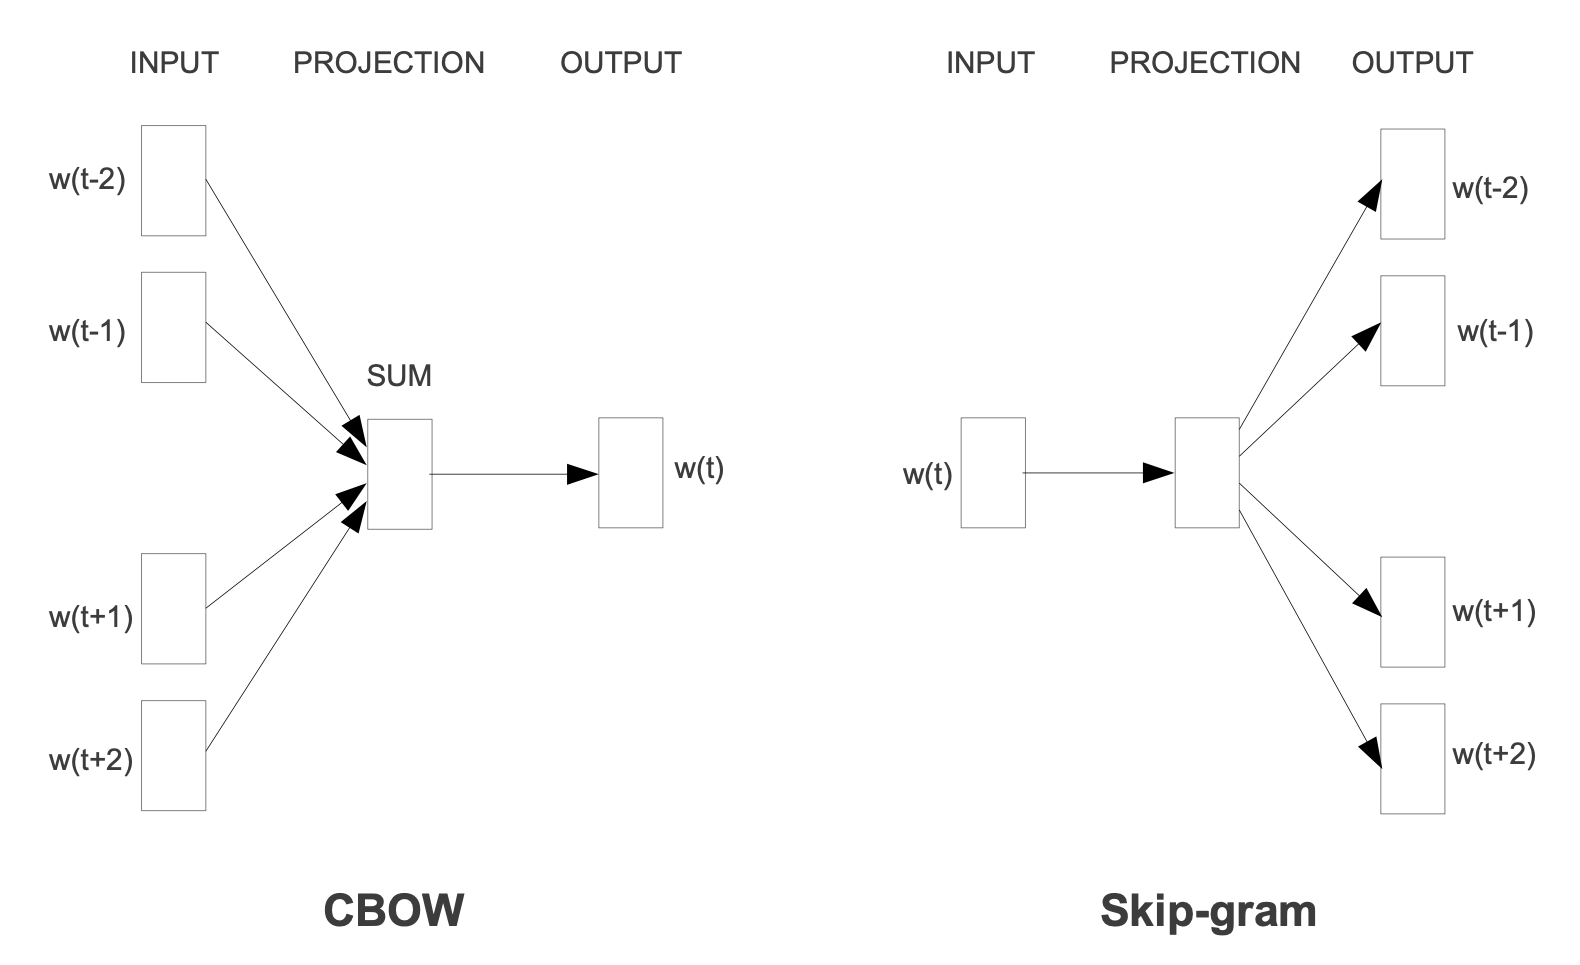 INPUT PROJECTION OUTPUT
w(t-2)
w(t-1)
SUM
w(t)
w(t+1)
w(t+2)
CBOW
INPUT PROJECTION OUTPUT
w(t-2)
w(t-1)
w(t)
w(t+1)
w(t+2)
Skip-gram